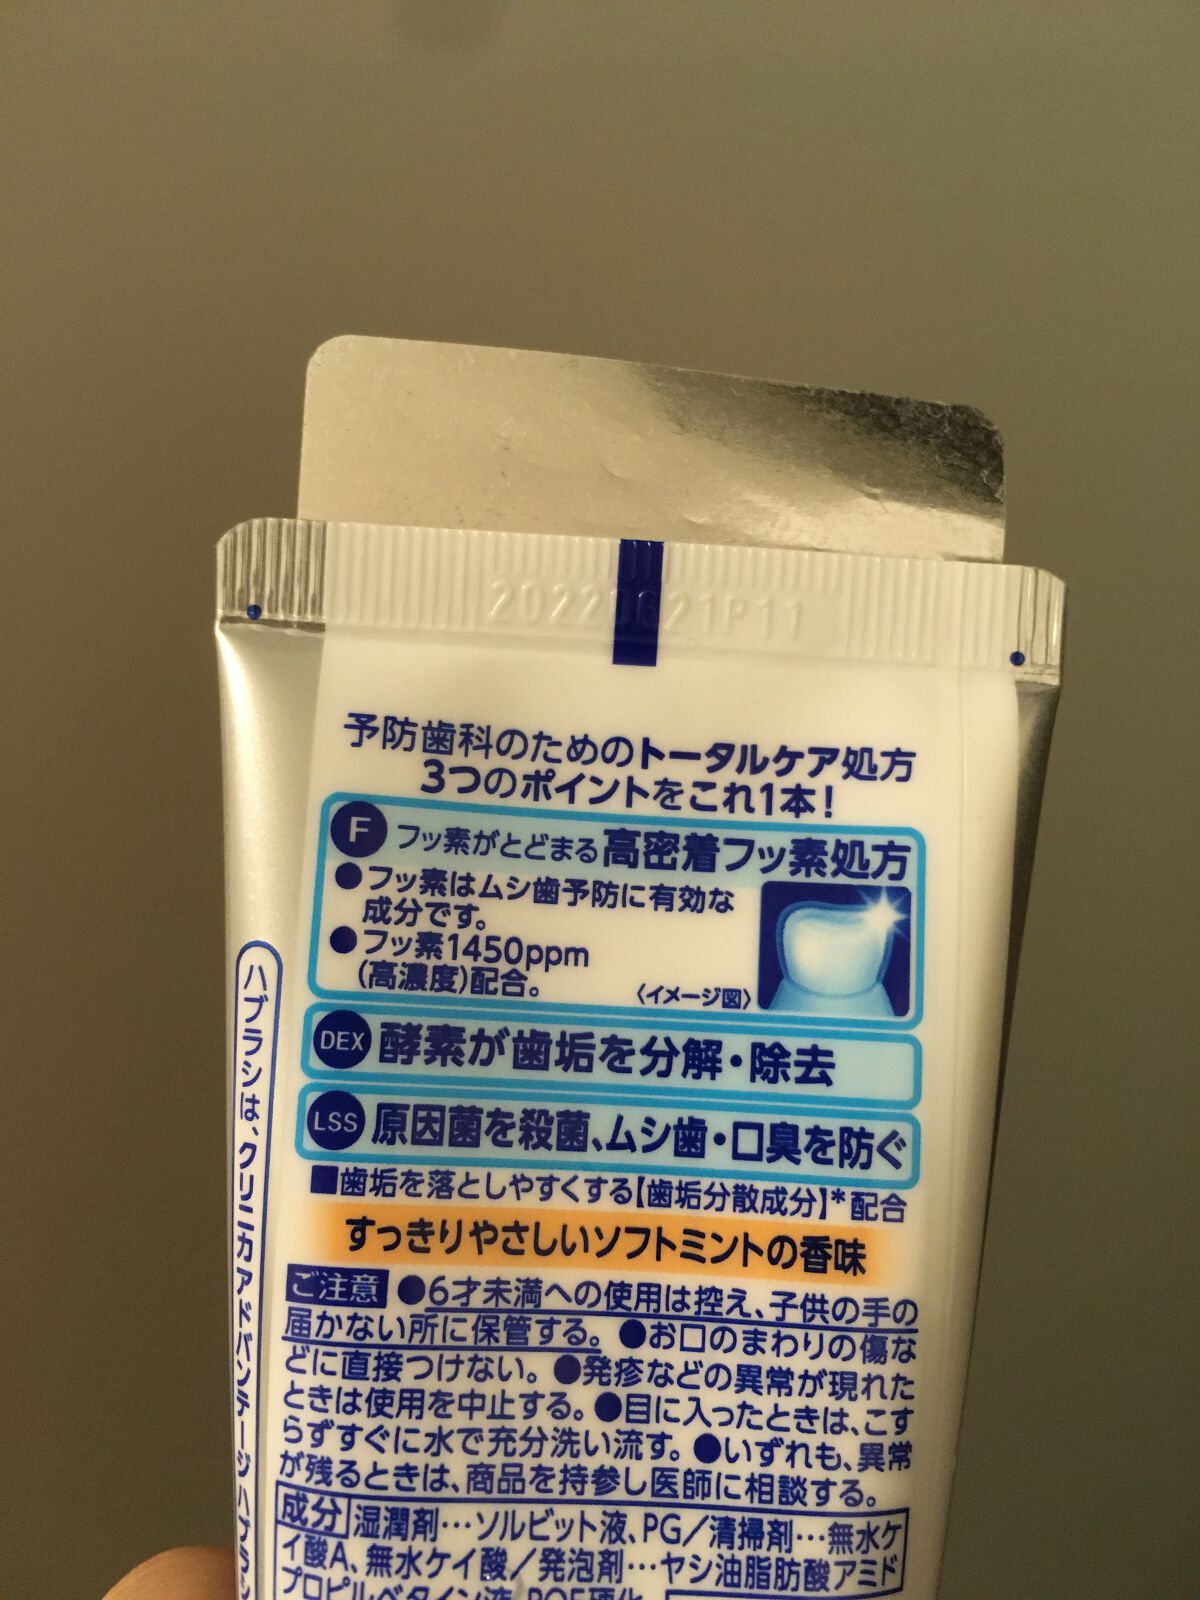 20220621P11
予防歯科のためのトータルケア処方
3つのポイントをこれ1本!
F フッ素がとどまる高密着フッ素処方
●フッ素はムシ歯予防に有効な
成分です。
●フッ素1450ppm
(高濃度)配合。
〈イメージ図〉
DEX 酵素が歯垢を分解・除去
LSS 原因菌を殺菌、ムシ歯・口臭を防ぐ
■歯垢を落としやすくする【歯垢分散成分】*配合
すっきりやさしいソフトミントの香味
ご注意 ●6才未満への使用は控え、子供の手の
届かない所に保管する。●お口のまわりの傷な
どに直接つけない。●発疹などの異常が現れた
ときは使用を中止する。●目に入ったときは、こす
らずすぐに水で充分洗い流す。●いずれも、異常
が残るときは、商品を持参し医師に相談する。
成分 湿潤剤…ソルビット液、PG/清掃剤…無水ケ
イ酸A、無水ケイ酸/発泡剤…ヤシ油脂肪酸アミド
プロピルベタイン液、POE硬化
ハブラシは、クリニカアドバンテージハブラシ